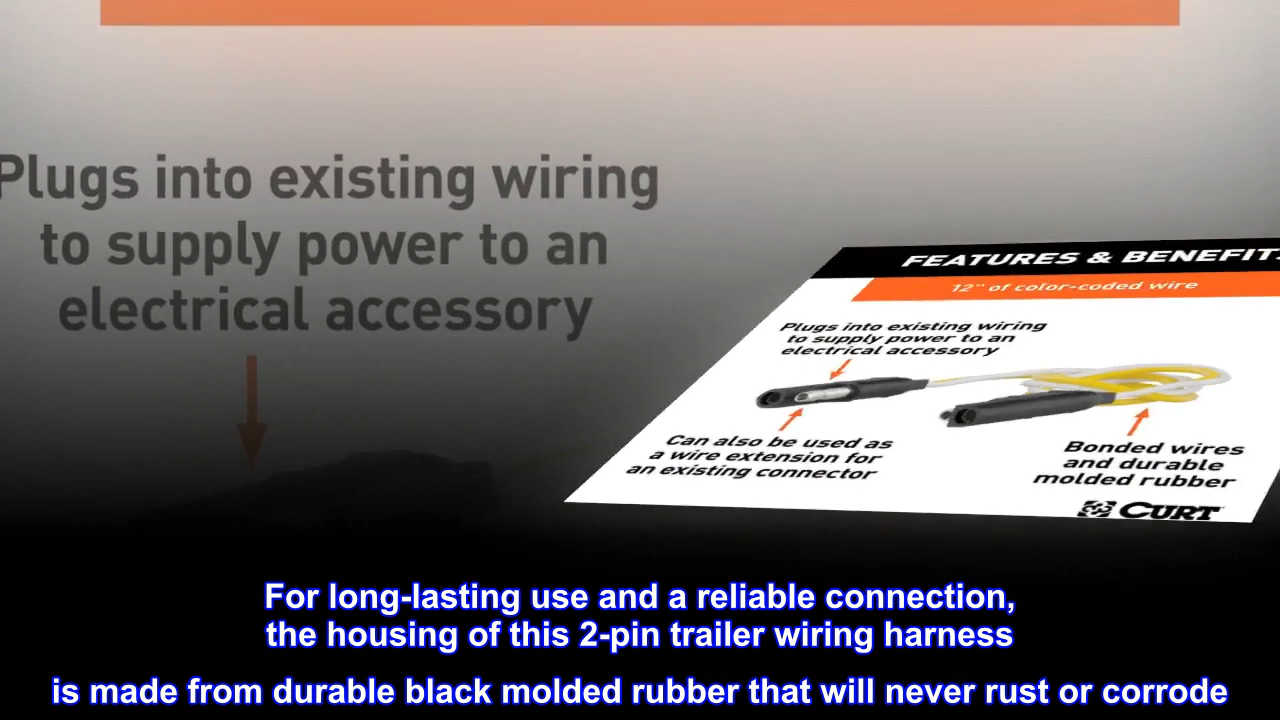 Plugs into existing wiring
to supply power to an
electrical accessory
FEATURES & BENEFITS
12" of color-coded wire
Plugs into existing wiring
to supply power to an
electrical accessory
Can also be used as
a wire extension for
an existing connector
Bonded wires
and durable
molded rubber
CURT
For long-lasting use and a reliable connection,
the housing of this 2-pin trailer wiring harness
is made from durable black molded rubber that will never rust or corrode